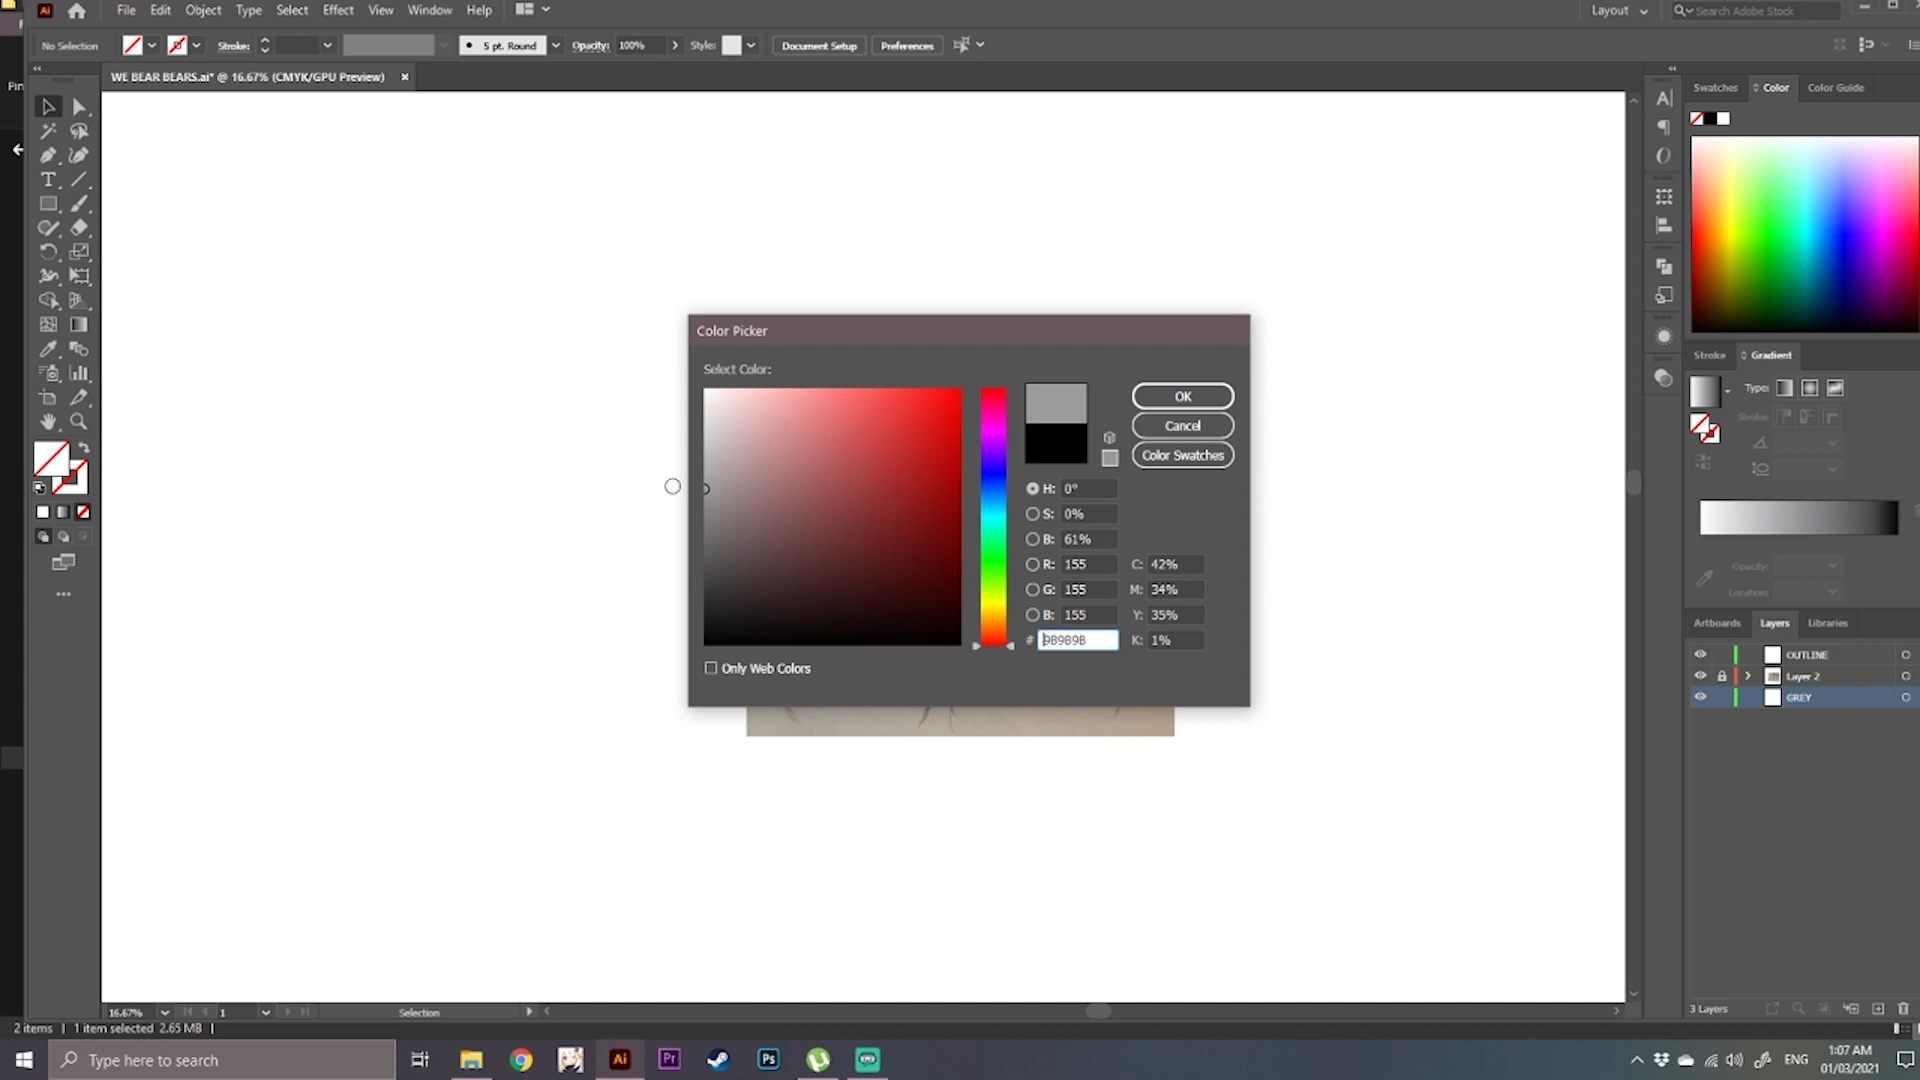 Ai File Edit Object Type Select Effect View Window Help Layout Search Adobe Stock
No Selection Stroke: 5 pt. Round Opacity: 100% Style: Document Setup Preferences
WE BEAR BEARS.ai* @ 16.67% (CMYK/GPU Preview) ×
Pin
Swatches Color Color Guide
Color Picker
Select Color:
OK
Cancel
Color Swatches
H: 0°
S: 0%
B: 61%
R: 155 C: 42%
G: 155 M: 34%
B: 155 Y: 35%
# 9B9B9B K: 1%
Only Web Colors
Stroke Gradient
Type:
Stroke:
Opacity:
Location:
Artboards Layers Libraries
OUTLINE
Layer 2
GREY
3 Layers
16.67% 1 Selection
2 items 1 item selected 2.65 MB
Type here to search
Ai Pr Ps
ENG
1:07 AM
01/03/2021